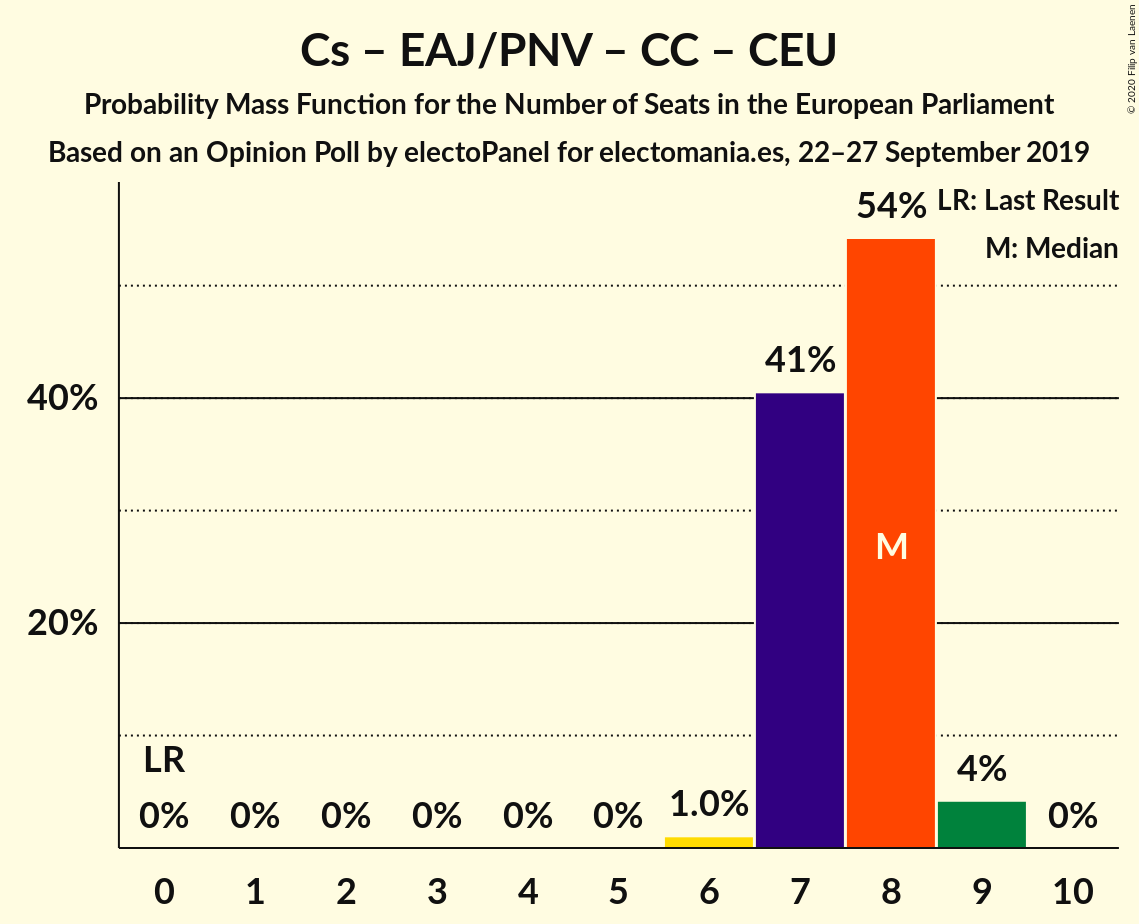 Cs – EAJ/PNV – CC – CEU
Probability Mass Function for the Number of Seats in the European Parliament
Based on an Opinion Poll by electoPanel for electomania.es, 22–27 September 2019
© 2020 Filip van Laenen
LR: Last Result
M: Median
54%
41%
40%
M
20%
LR
0% 0% 0% 0% 0% 0% 1.0% 4% 0%
0 1 2 3 4 5 6 7 8 9 10